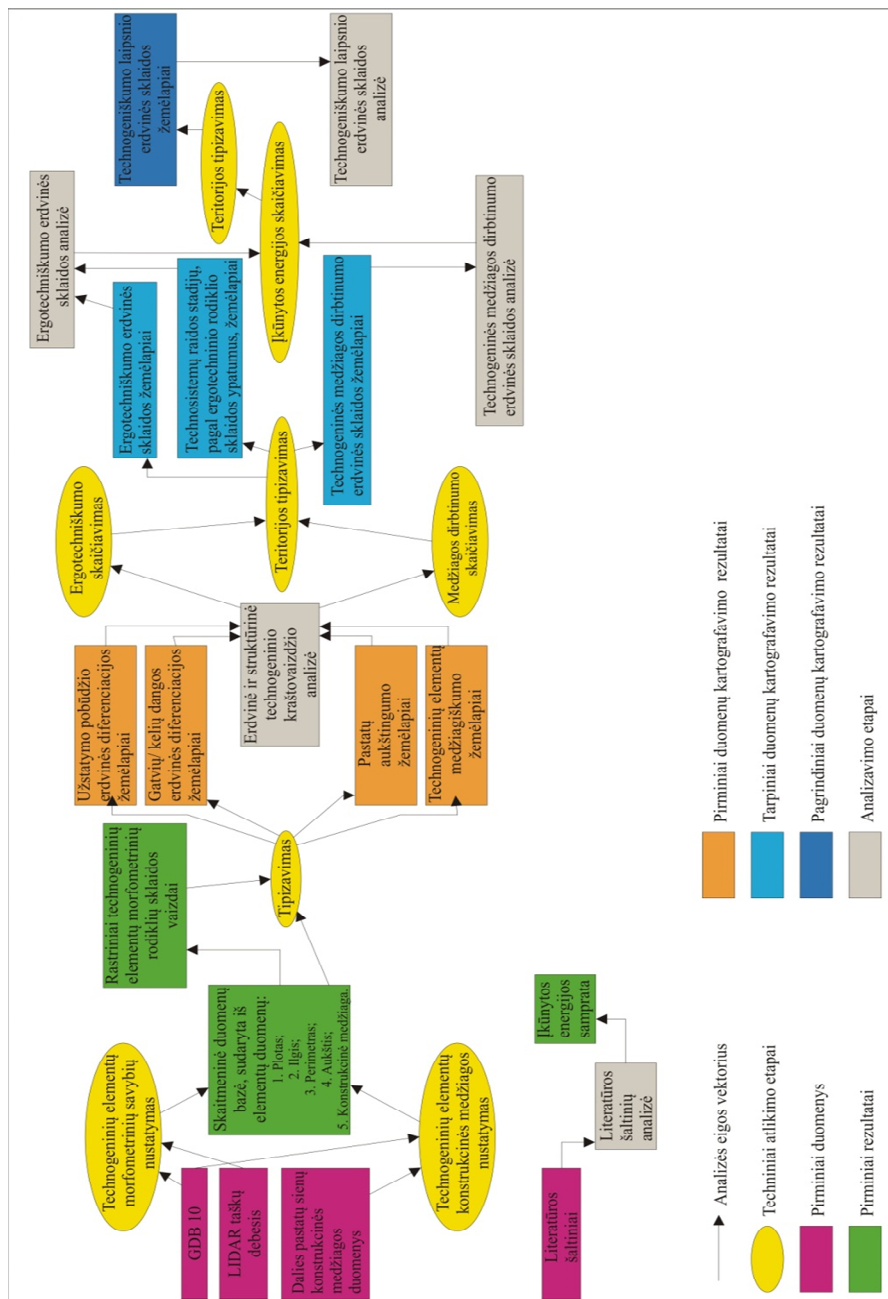 GDB 10
LIDAR taškų
debesis
Dalies pastatų sienų
konstrukcinės
medžiagos
duomenys
Technogeninių elementų
morfometrinių savybių
nustatymas
Technogeninių elementų
konstrukcinės medžiagos
nustatymas
Skaitmeninė duomenų
bazė, sudaryta iš
elementų duomenų:
1. Plotas;
2. Ilgis;
3. Perimetras;
4. Aukštis;
5. Konstrukcinė medžiaga.
Rastriniai technogeninių
elementų morfometrinių
rodiklių sklaidos
vaizdai
Tipizavimas
Užstatymo pobūdžio
erdvinės diferenciacijos
žemėlapiai
Gatvių/ kelių dangos
erdvinės diferenciacijos
žemėlapiai
Erdvinė ir struktūrinė
technogeninio
kraštovaizdžio
analizė
Pastatų
aukštingumo
žemėlapiai
Technogeninių elementų
medžiagiškumo
žemėlapiai
Ergotechniškumo
skaičiavimas
Teritorijos tipizavimas
Medžiagos dirbtinumo
skaičiavimas
Ergotechniškumo erdvinės
sklaidos žemėlapiai
Technosistemų raidos stadijų,
pagal ergotechninio rodiklio
sklaidos ypatumus, žemėlapiai
Technogeninės medžiagos dirbtinumo
erdvinės sklaidos žemėlapiai
Ergotechniškumo erdvinės
sklaidos analizė
Įkūnytos energijos skaičiavimas
Technogeninės medžiagos dirbtinumo
erdvinės sklaidos analizė
Teritorijos tipizavimas
Technogeniškumo laipsnio
erdvinės sklaidos
žemėlapiai
Technogeniškumo laipsnio
erdvinės sklaidos
analizė
Literatūros
šaltiniai
Literatūros
šaltinių
analizė
Įkūnytos
energijos
samprata
Analizės eigos vektorius
Techniniai atlikimo etapai
Pirminiai duomenys
Pirminiai rezultatai
Pirminiai duomenų kartografavimo rezultatai
Tarpiniai duomenų kartografavimo rezultatai
Pagrindiniai duomenų kartografavimo rezultatai
Analizavimo etapai